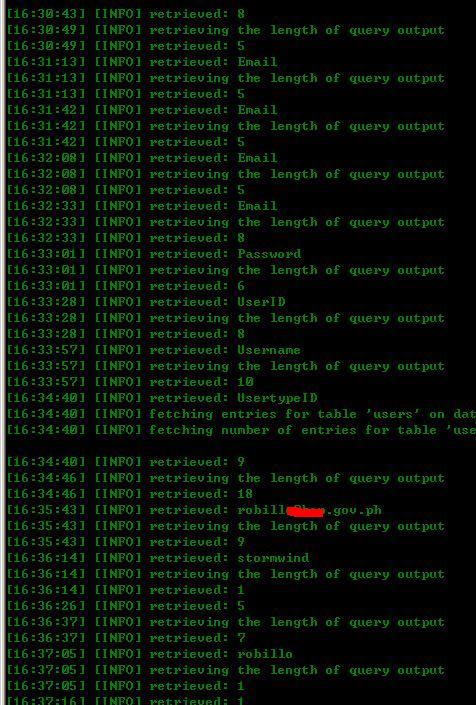 [16:30:43] [INFO] retrieved: 8
[16:30:49] [INFO] retrieving the length of query output
[16:30:49] [INFO] retrieved: 5
[16:31:13] [INFO] retrieved: Email
[16:31:13] [INFO] retrieving the length of query output
[16:31:13] [INFO] retrieved: 5
[16:31:42] [INFO] retrieved: Email
[16:31:42] [INFO] retrieving the length of query output
[16:31:42] [INFO] retrieved: 5
[16:32:08] [INFO] retrieved: Email
[16:32:08] [INFO] retrieving the length of query output
[16:32:08] [INFO] retrieved: 5
[16:32:33] [INFO] retrieved: Email
[16:32:33] [INFO] retrieving the length of query output
[16:32:33] [INFO] retrieved: 8
[16:33:01] [INFO] retrieved: Password
[16:33:01] [INFO] retrieving the length of query output
[16:33:01] [INFO] retrieved: 6
[16:33:28] [INFO] retrieved: UserID
[16:33:28] [INFO] retrieving the length of query output
[16:33:28] [INFO] retrieved: 8
[16:33:57] [INFO] retrieved: Username
[16:33:57] [INFO] retrieving the length of query output
[16:33:57] [INFO] retrieved: 10
[16:34:40] [INFO] retrieved: UsertypeID
[16:34:40] [INFO] fetching entries for table 'users' on dat
[16:34:40] [INFO] fetching number of entries for table 'use
[16:34:40] [INFO] retrieved: 9
[16:34:46] [INFO] retrieving the length of query output
[16:34:46] [INFO] retrieved: 18
[16:35:43] [INFO] retrieved:
[16:35:43] [INFO] retrieving the length of query output
[16:35:43] [INFO] retrieved: 9
[16:36:14] [INFO] retrieved: stormwind
[16:36:14] [INFO] retrieving the length of query output
[16:36:14] [INFO] retrieved: 1
[16:36:26] [INFO] retrieved: 5
[16:36:37] [INFO] retrieving the length of query output
[16:36:37] [INFO] retrieved: 7
[16:37:05] [INFO] retrieved: robillo
[16:37:05] [INFO] retrieving the length of query output
[16:37:05] [INFO] retrieved: 1
[16:37:16] [INFO] retrieved: 1